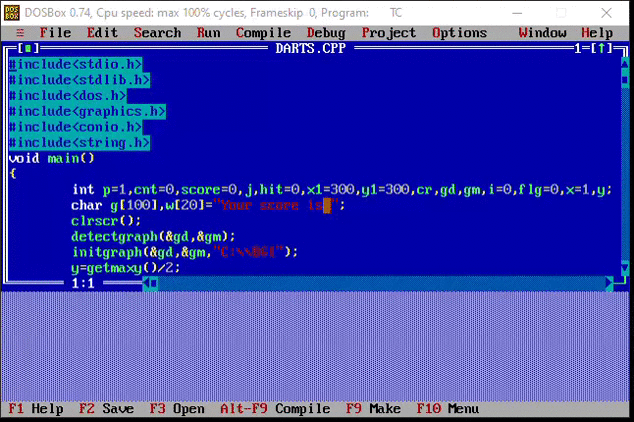 DOSBox 0.74, Cpu speed: max 100% cycles, Frameskip 0, Program: TC
File Edit Search Run Compile Debug Project Options Window Help
DARTS.CPP 1=[↑]
#include<stdio.h>
#include<stdlib.h>
#include<dos.h>
#include<graphics.h>
#include<conio.h>
#include<string.h>
void main()
{
int p=1,cnt=0,score=0,j,hit=0,x1=300,y1=300,cr,gd,gm,i=0,flg=0,x=1,y;
char g[100],w[20]="Your score is ";
clrscr();
detectgraph(&gd,&gm);
initgraph(&gd,&gm,"");
y=getmaxy()/2;
1:1
F1 Help F2 Save F3 Open Alt-F9 Compile F9 Make F10 Menu